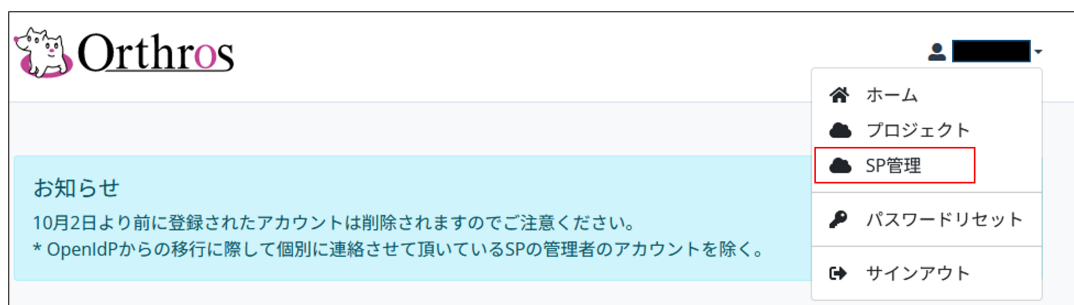 Orthros
ホーム
プロジェクト
SP管理
パスワードリセット
サインアウト
お知らせ
10月2日より前に登録されたアカウントは削除されますのでご注意ください。
* OpenIdPからの移行に際して個別に連絡させて頂いているSPの管理者のアカウントを除く。